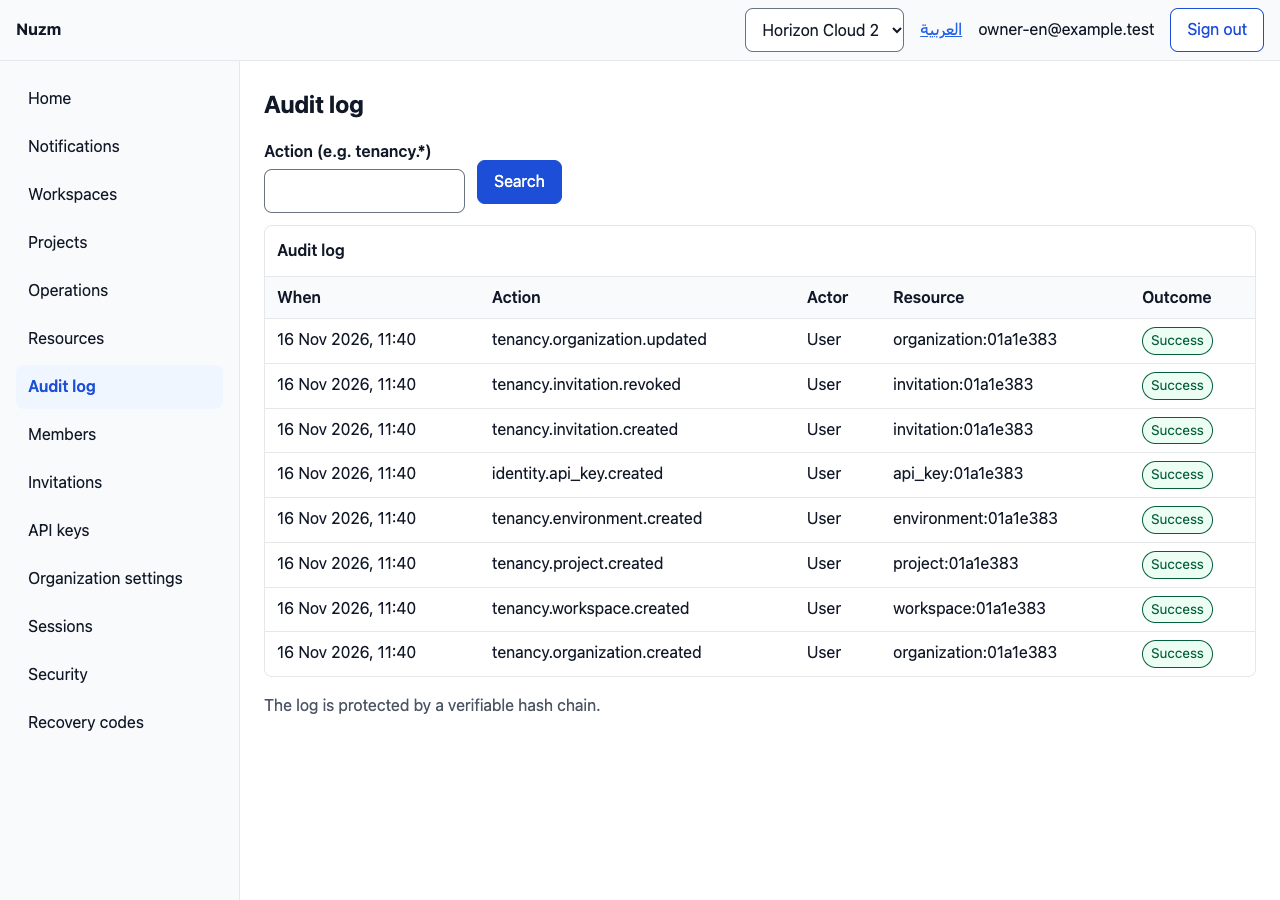 Nuzm
Horizon Cloud 2
العربية
owner-en@example.test
Sign out
Home
Notifications
Workspaces
Projects
Operations
Resources
Audit log
Members
Invitations
API keys
Organization settings
Sessions
Security
Recovery codes
Audit log
Action (e.g. tenancy.*)
Search
Audit log
When Action Actor Resource Outcome
16 Nov 2026, 11:40 tenancy.organization.updated User organization:01a1e383 Success
16 Nov 2026, 11:40 tenancy.invitation.revoked User invitation:01a1e383 Success
16 Nov 2026, 11:40 tenancy.invitation.created User invitation:01a1e383 Success
16 Nov 2026, 11:40 identity.api_key.created User api_key:01a1e383 Success
16 Nov 2026, 11:40 tenancy.environment.created User environment:01a1e383 Success
16 Nov 2026, 11:40 tenancy.project.created User project:01a1e383 Success
16 Nov 2026, 11:40 tenancy.workspace.created User workspace:01a1e383 Success
16 Nov 2026, 11:40 tenancy.organization.created User organization:01a1e383 Success
The log is protected by a verifiable hash chain.